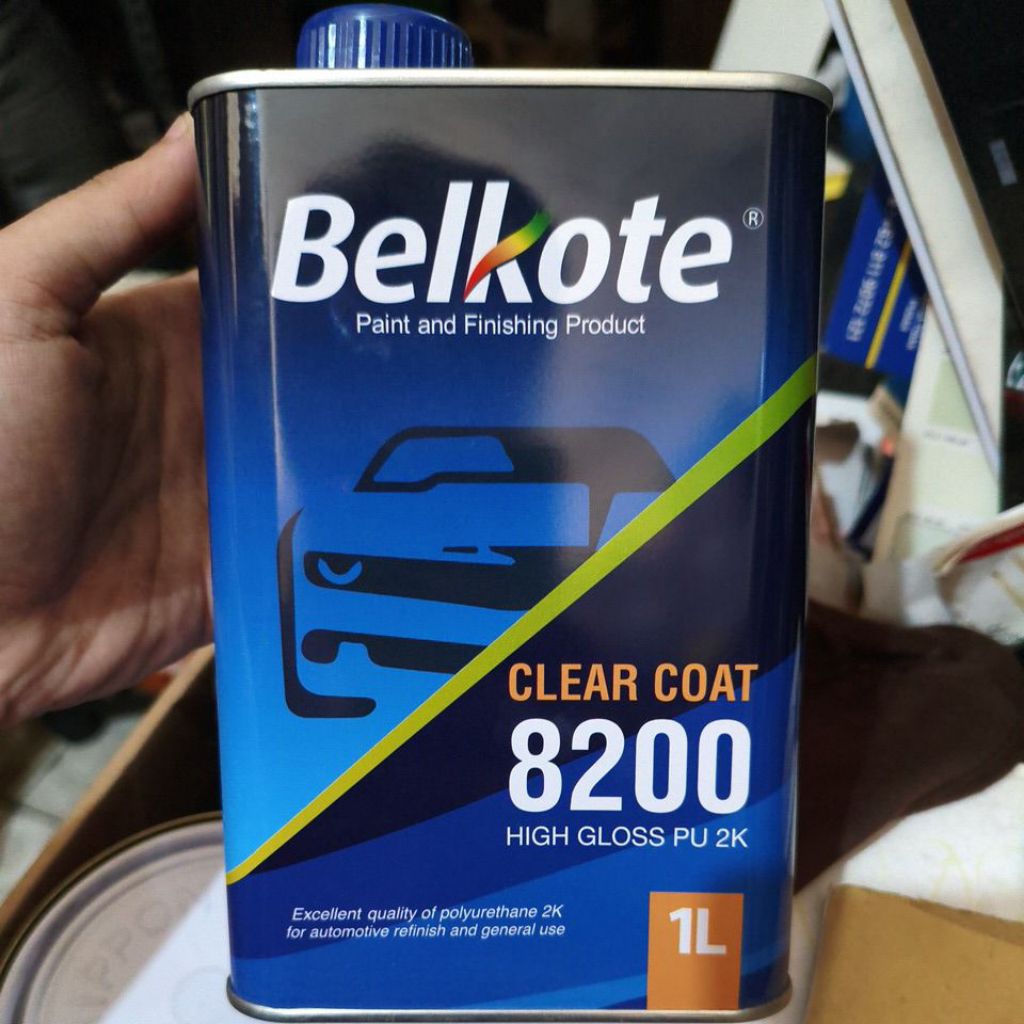 Belkote®
Paint and Finishing Product
CLEAR COAT
8200
HIGH GLOSS PU 2K
Excellent quality of polyurethane 2K
for automotive refinish and general use
1L